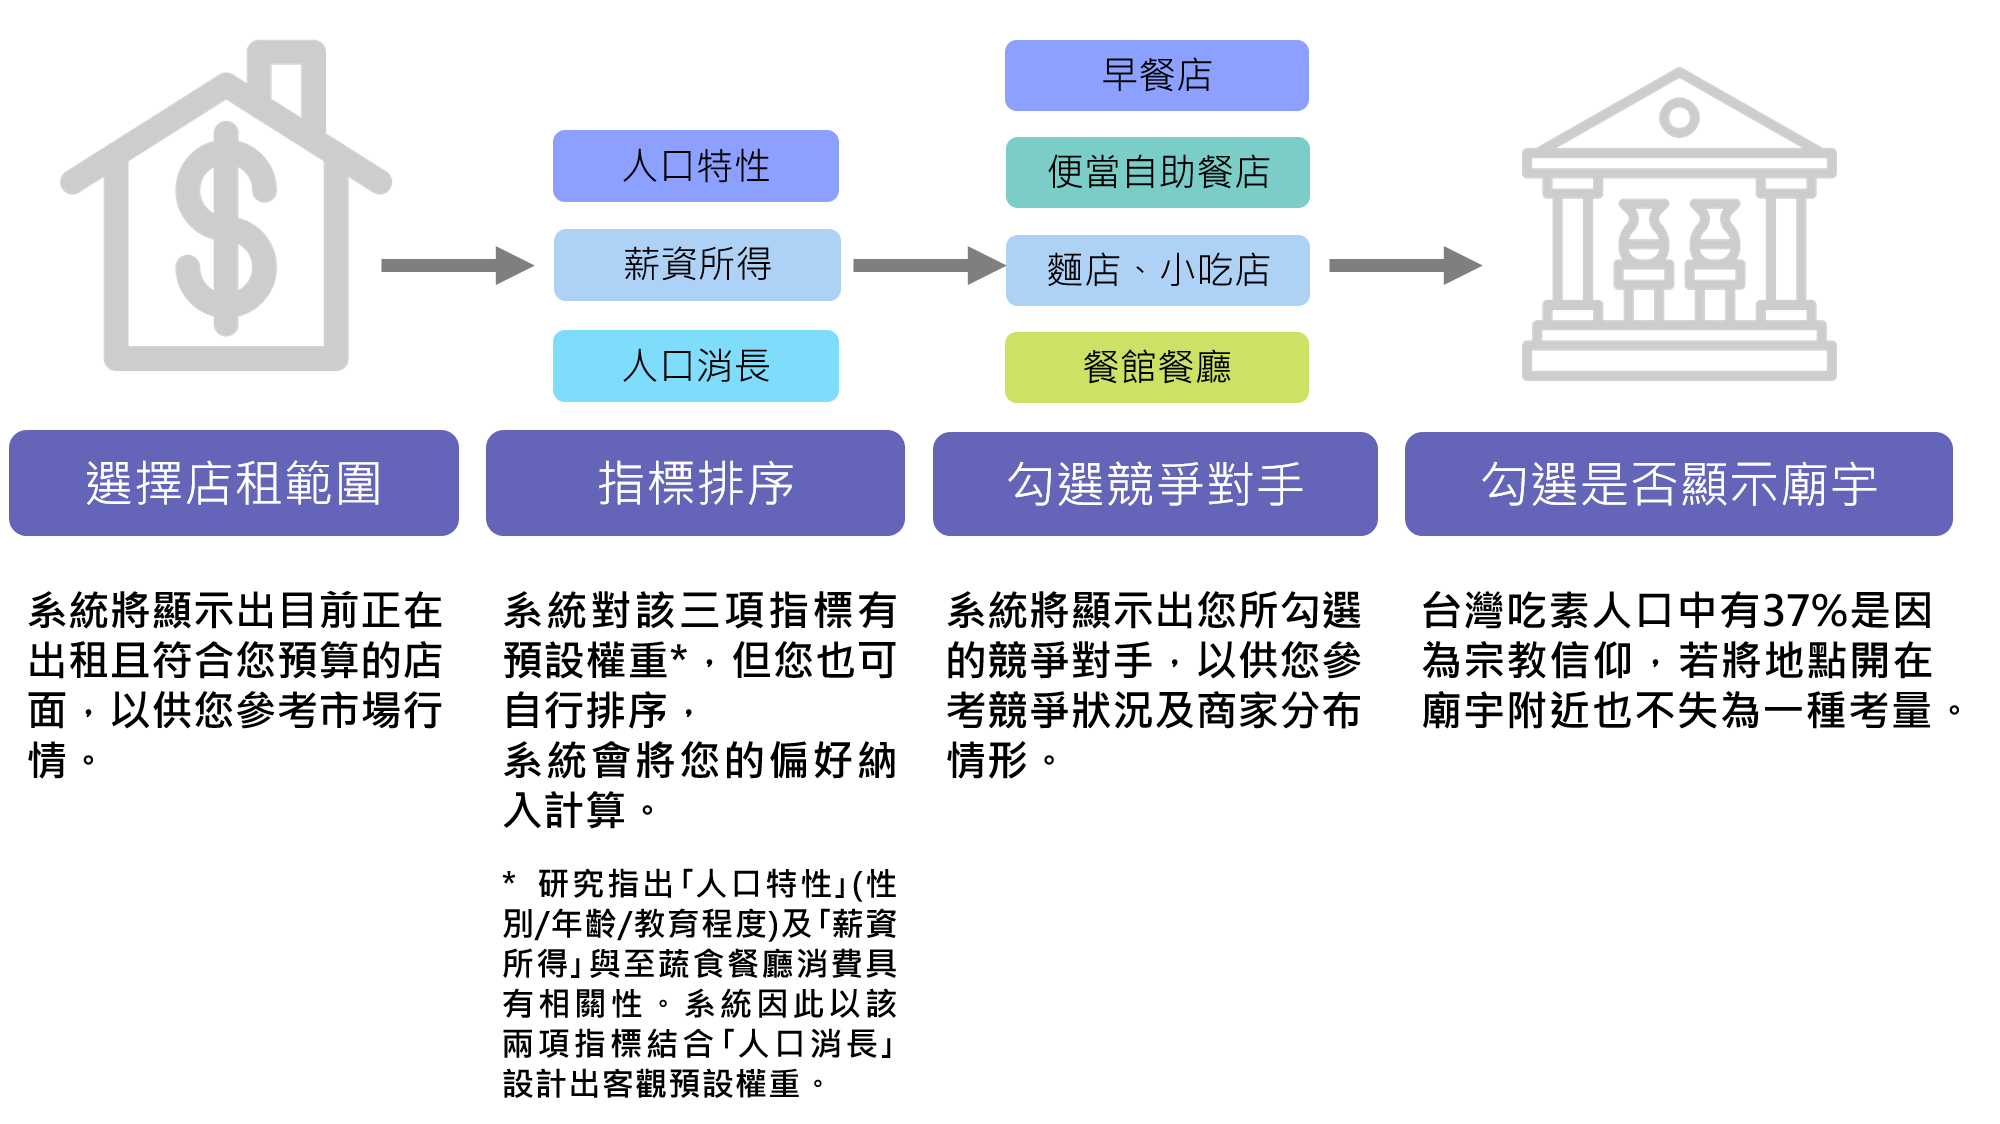 人口特性
薪資所得
人口消長
早餐店
便當自助餐店
麵店、小吃店
餐館餐廳
選擇店租範圍
指標排序
勾選競爭對手
勾選是否顯示廟宇
系統將顯示出目前正在
出租且符合您預算的店
面，以供您參考市場行
情。
系統對該三項指標有
預設權重*，但您也可
自行排序，
系統會將您的偏好納
入計算。
* 研究指出「人口特性」(性
別/年齡/教育程度)及「薪資
所得」與至蔬食餐廳消費具
有相關性。系統因此以該
兩項指標結合「人口消長」
設計出客觀預設權重。
系統將顯示出您所勾選
的競爭對手，以供您參
考競爭狀況及商家分布
情形。
台灣吃素人口中有37%是因
為宗教信仰，若將地點開在
廟宇附近也不失為一種考量。